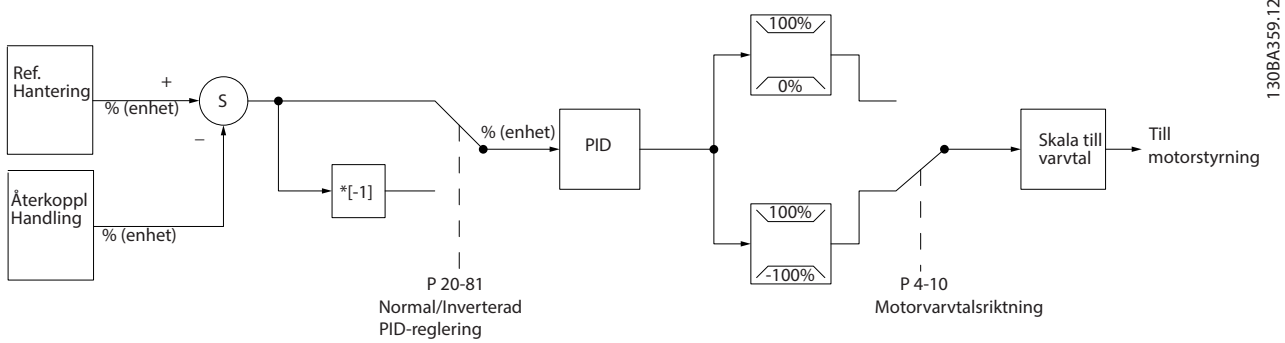 130BA359.12
Ref.
Hantering
+
% (enhet)
S
–
Återkoppl
Handling
% (enhet)
*[-1]
% (enhet)
P 20-81
Normal/Inverterad
PID-reglering
PID
100%
0%
100%
-100%
P 4-10
Motorvarvtalsriktning
Skala till
varvtal
Till
motorstyrning